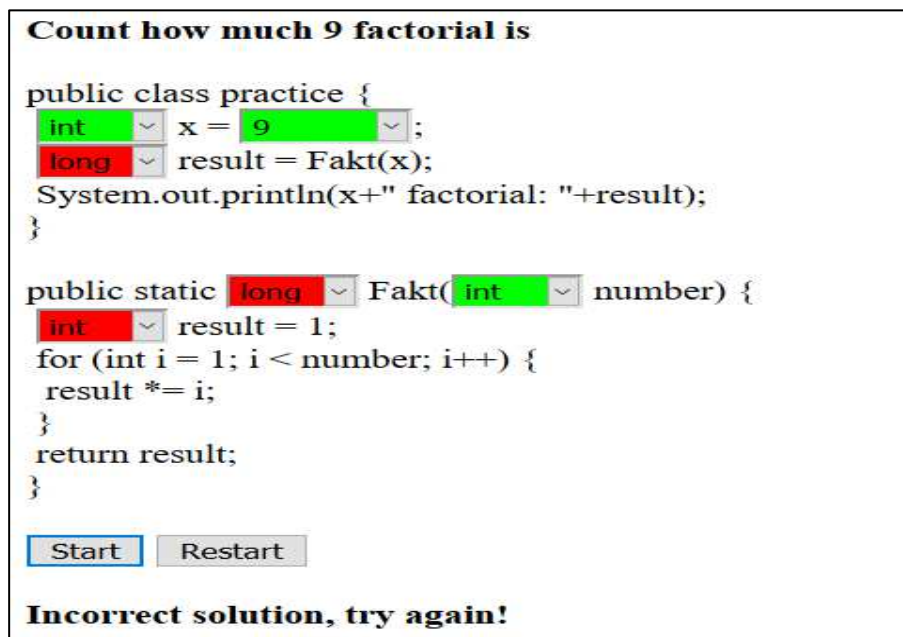 Count how much 9 factorial is
public class practice {
int x = 9 ;
long result = Fakt(x);
System.out.println(x+" factorial: "+result);
}
public static long Fakt( int number) {
int result = 1;
for (int i = 1; i < number; i++) {
result *= i;
}
return result;
}
Start Restart
Incorrect solution, try again!